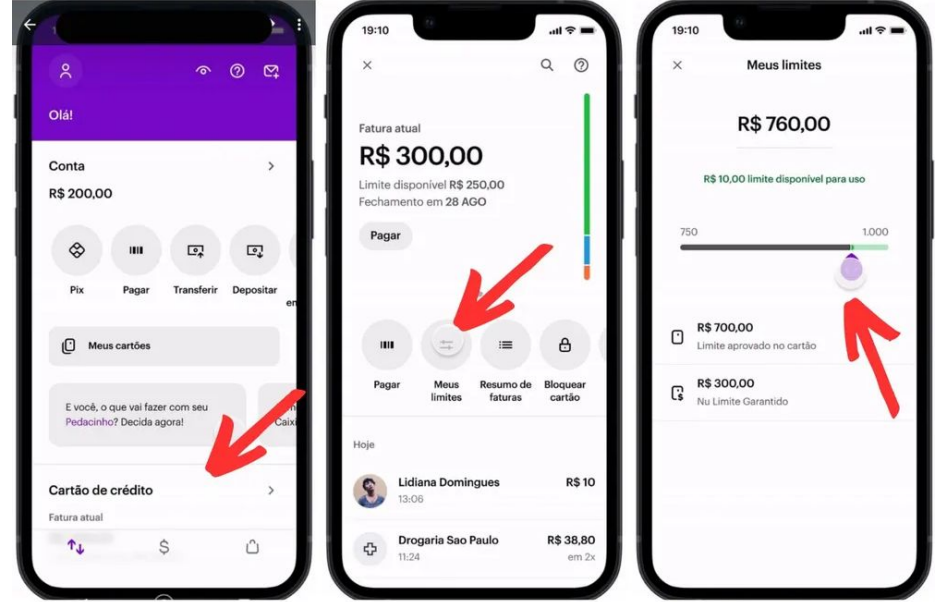 Olá!
Conta
R$ 200,00
Pix
Pagar
Transferir
Depositar
Meus cartões
E você, o que vai fazer com seu
Pedacinho? Decida agora!
Cartão de crédito
Fatura atual
$
19:10
Fatura atual
R$ 300,00
Limite disponível R$ 250,00
Fechamento em 28 AGO
Pagar
Pagar
Meus
limites
Resumo de
faturas
Bloquear
cartão
Hoje
Lidiana Domingues
R$ 10
13:06
Drogaria Sao Paulo
R$ 38,80
11:24
em 2x
19:10
Meus limites
R$ 760,00
R$ 10,00 limite disponível para uso
750
1.000
R$ 700,00
Limite aprovado no cartão
R$ 300,00
Nu Limite Garantido